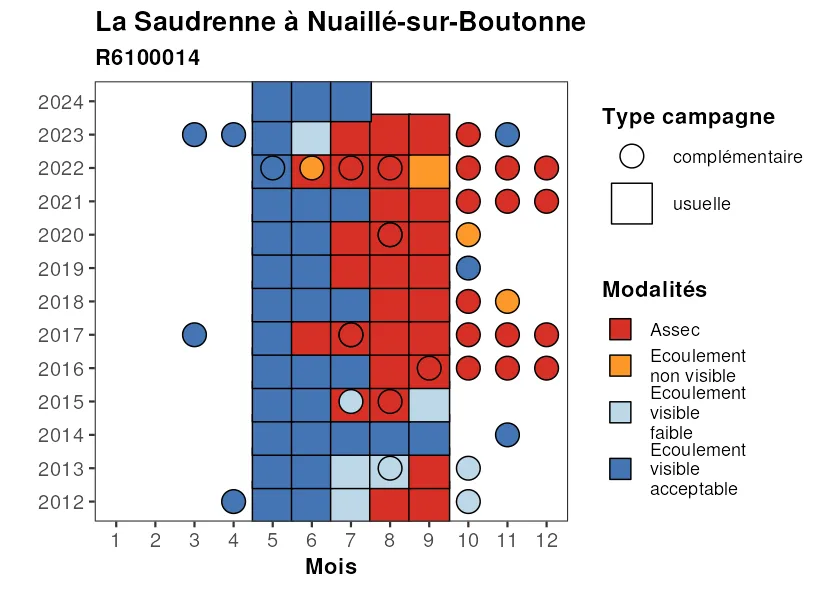 La Saudrenne à Nuaillé-sur-Boutonne
R6100014
2024
2023
2022
2021
2020
2019
2018
2017
2016
2015
2014
2013
2012
1 2 3 4 5 6 7 8 9 10 11 12
Mois
Type campagne
complémentaire
usuelle
Modalités
Assec
Ecoulement
non visible
Ecoulement
visible
faible
Ecoulement
visible
acceptable